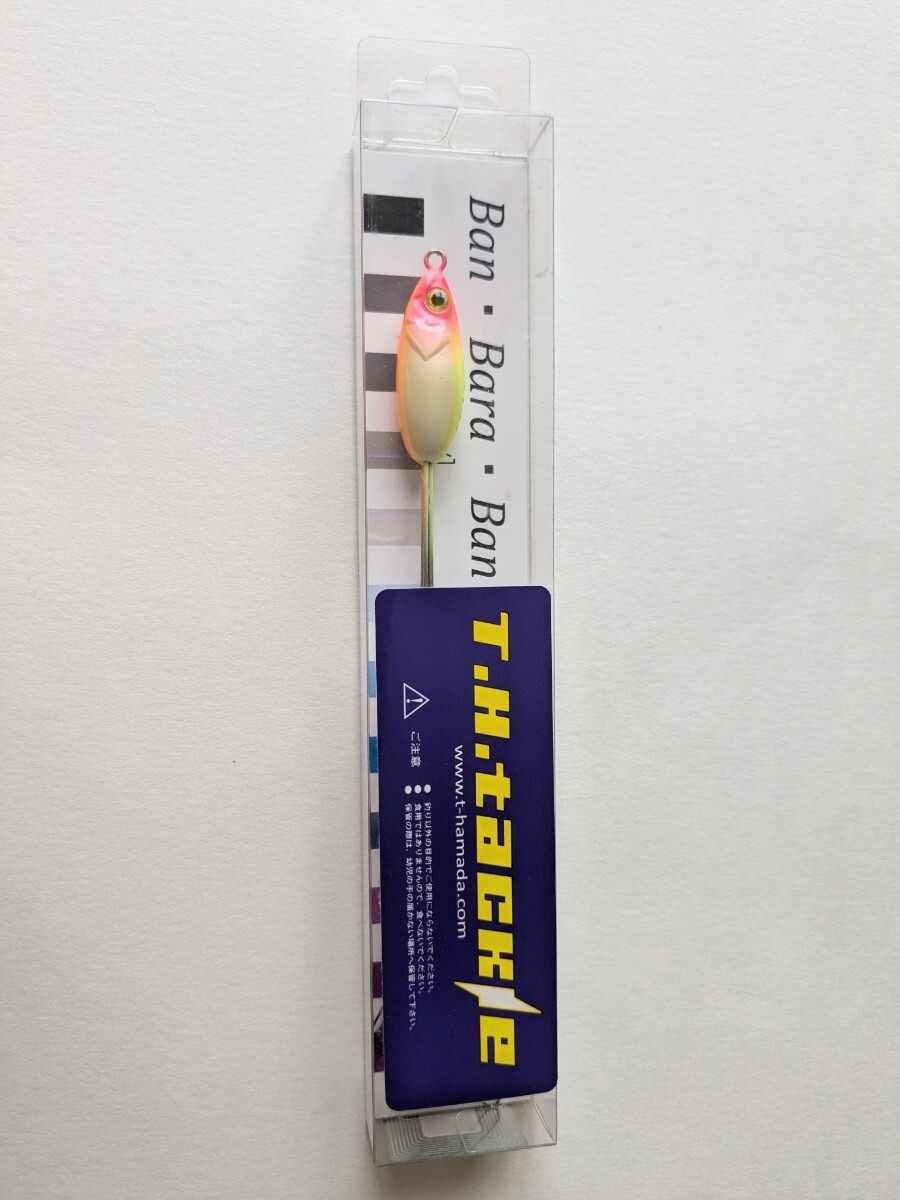 Ban・Bara・Ban
T.H.tackle
www.t-hamada.com
ご注意
●釣り以外の目的でご使用にならないでください。
●食用ではありませんので、食べないでください。
●保管の際は、幼児の手の届かない場所へ保管して下さい。